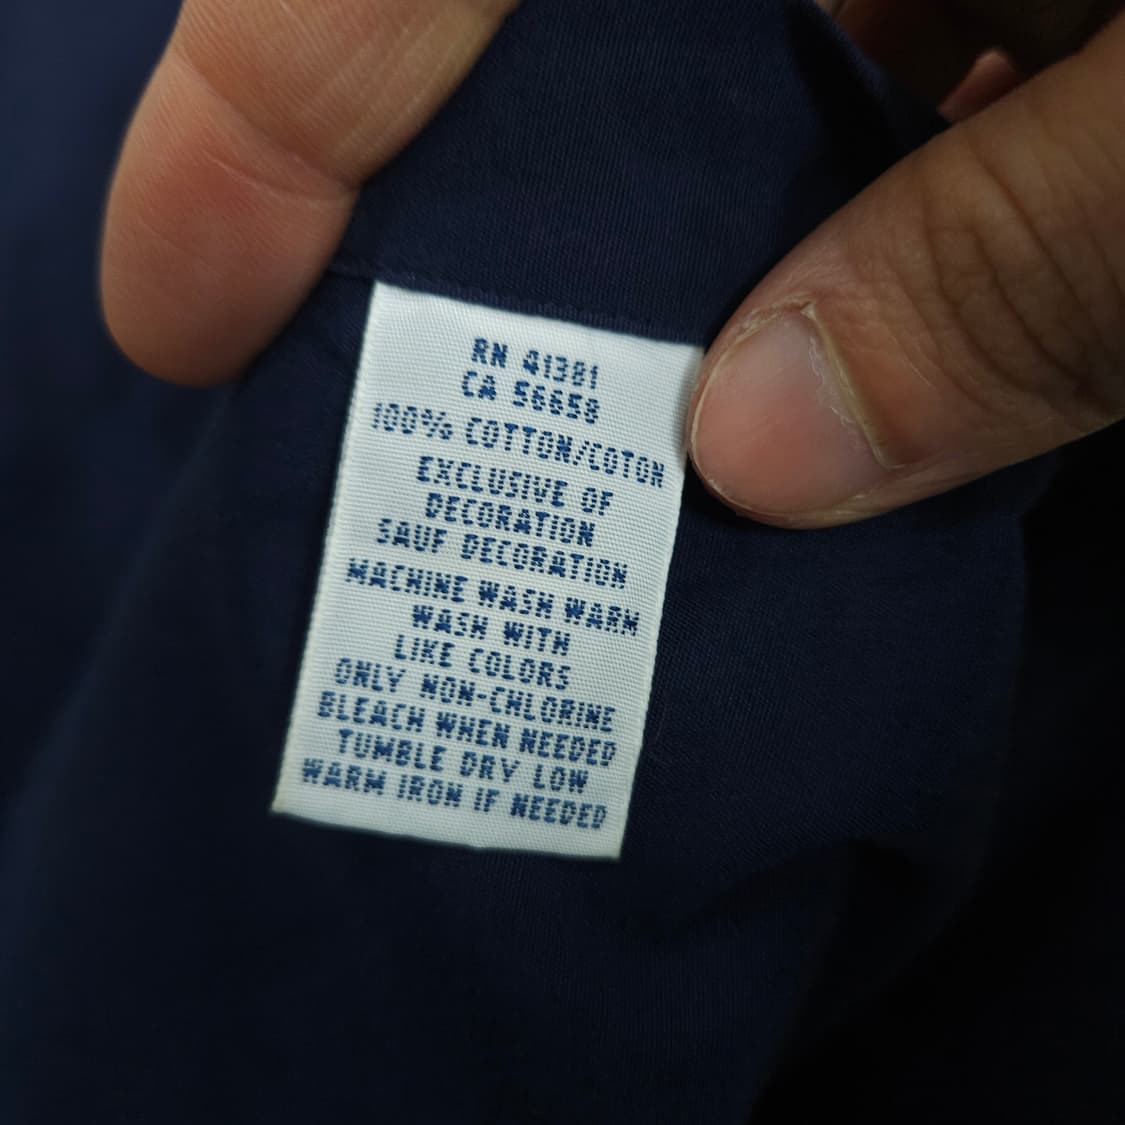 RN 41381
CA 56658
100% COTTON/COTON
EXCLUSIVE OF
DECORATION
SAUF DECORATION
MACHINE WASH WARM
WASH WITH
LIKE COLORS
ONLY NON-CHLORINE
BLEACH WHEN NEEDED
TUMBLE DRY LOW
WARM IRON IF NEEDED